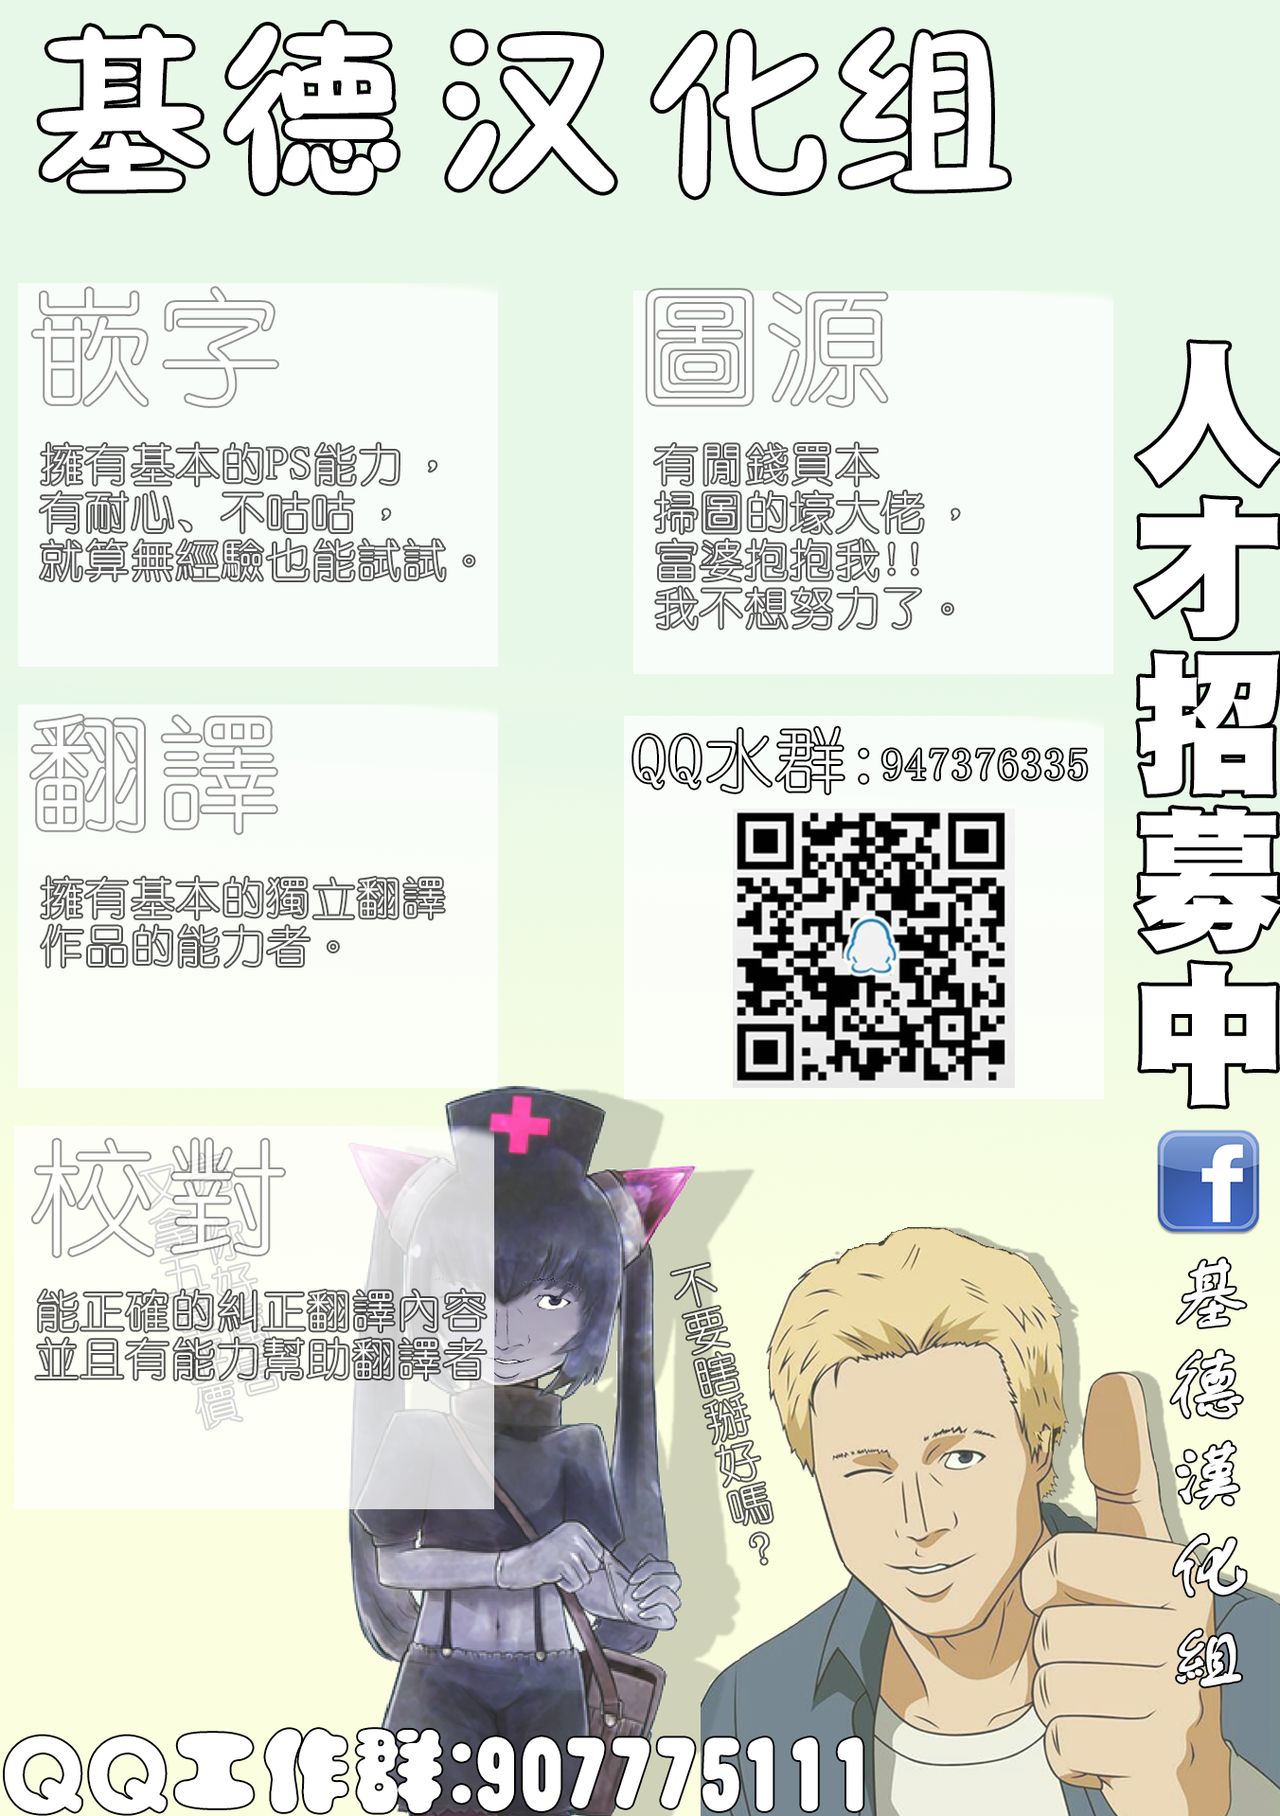 基德汉化组
嵌字
擁有基本的PS能力，
有耐心、不咕咕，
就算無經驗也能試試。
圖源
有閒錢買本
掃圖的壕大佬，
富婆抱抱我!!
我不想努力了。
翻譯
擁有基本的獨立翻譯
作品的能力者。
QQ水群:947376335
校對
能正確的糾正翻譯內容
並且有能力幫助翻譯者
不要瞎掰好嗎?
人才招募中
f
基德漢化組
QQ工作群:907775111